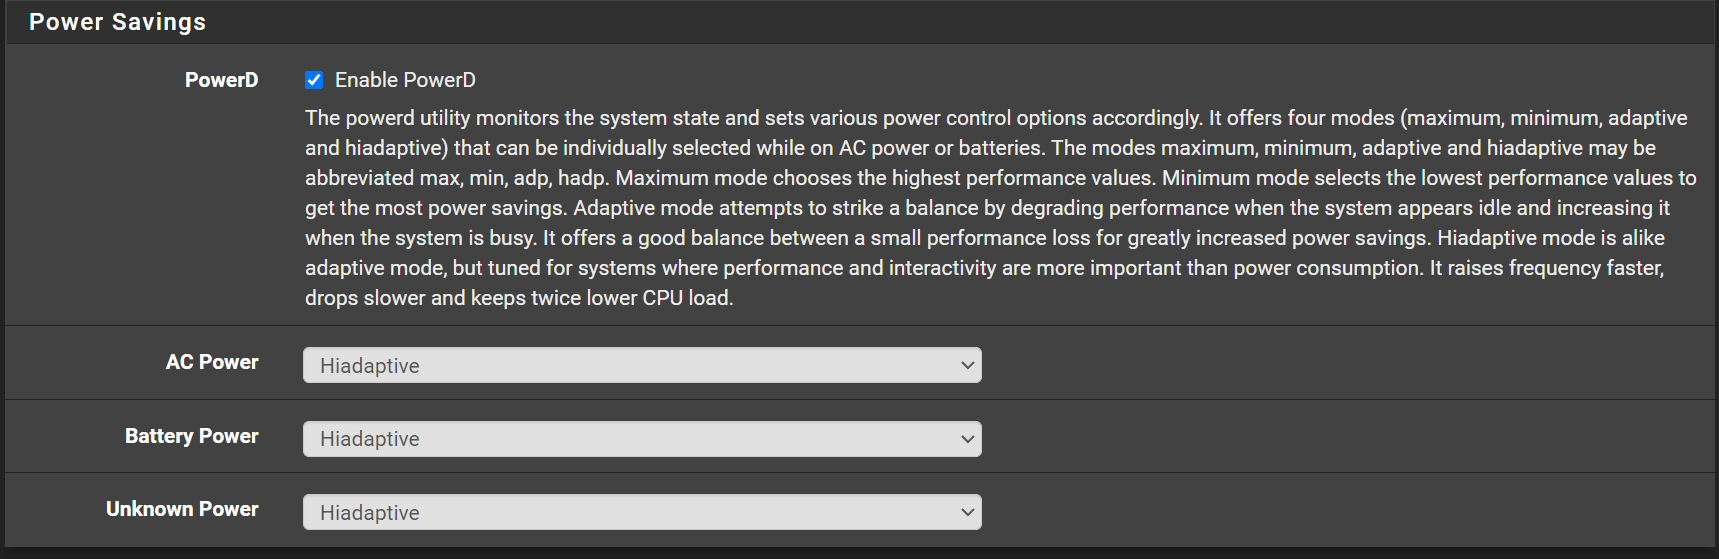 Power Savings
PowerD
Enable PowerD
The powerd utility monitors the system state and sets various power control options accordingly. It offers four modes (maximum, minimum, adaptive
and hiadaptive) that can be individually selected while on AC power or batteries. The modes maximum, minimum, adaptive and hiadaptive may be
abbreviated max, min, adp, hadp. Maximum mode chooses the highest performance values. Minimum mode selects the lowest performance values to
get the most power savings. Adaptive mode attempts to strike a balance by degrading performance when the system appears idle and increasing it
when the system is busy. It offers a good balance between a small performance loss for greatly increased power savings. Hiadaptive mode is alike
adaptive mode, but tuned for systems where performance and interactivity are more important than power consumption. It raises frequency faster,
drops slower and keeps twice lower CPU load.
AC Power
Hiadaptive
Battery Power
Hiadaptive
Unknown Power
Hiadaptive